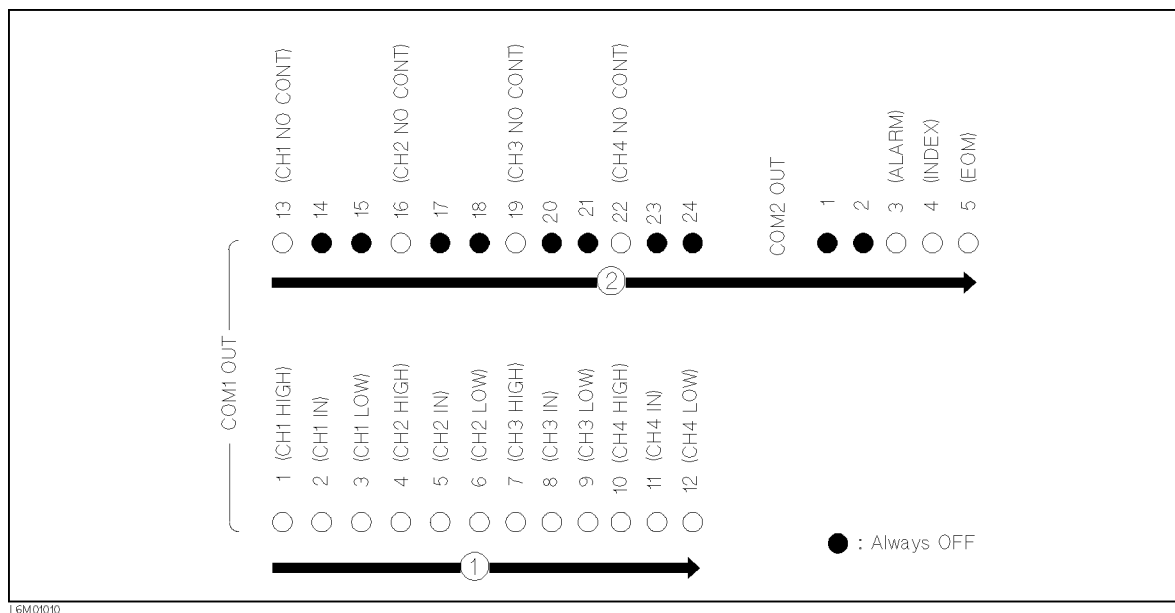 COM1 OUT
13 (CH1 NO CONT)
14
15
16 (CH2 NO CONT)
17
18
19 (CH3 NO CONT)
20
21
22 (CH4 NO CONT)
23
24
COM2 OUT
1
2
3 (ALARM)
4 (INDEX)
5 (EOM)
2
1 (CH1 HIGH)
2 (CH1 IN)
3 (CH1 LOW)
4 (CH2 HIGH)
5 (CH2 IN)
6 (CH2 LOW)
7 (CH3 HIGH)
8 (CH3 IN)
9 (CH3 LOW)
10 (CH4 HIGH)
11 (CH4 IN)
12 (CH4 LOW)
1
: Always OFF
L6M01010